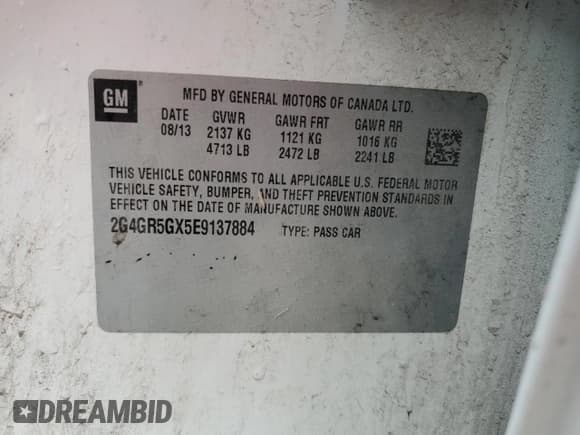 GM
MFD BY GENERAL MOTORS OF CANADA LTD.
DATE GVWR GAWR FRT GAWR RR
08/13 2137 KG 1121 KG 1016 KG
4713 LB 2472 LB 2241 LB
THIS VEHICLE CONFORMS TO ALL APPLICABLE U.S. FEDERAL MOTOR
VEHICLE SAFETY, BUMPER, AND THEFT PREVENTION STANDARDS IN
EFFECT ON THE DATE OF MANUFACTURE SHOWN ABOVE.
2G4GR5GX5E9137884 TYPE: PASS CAR
DREAMBID